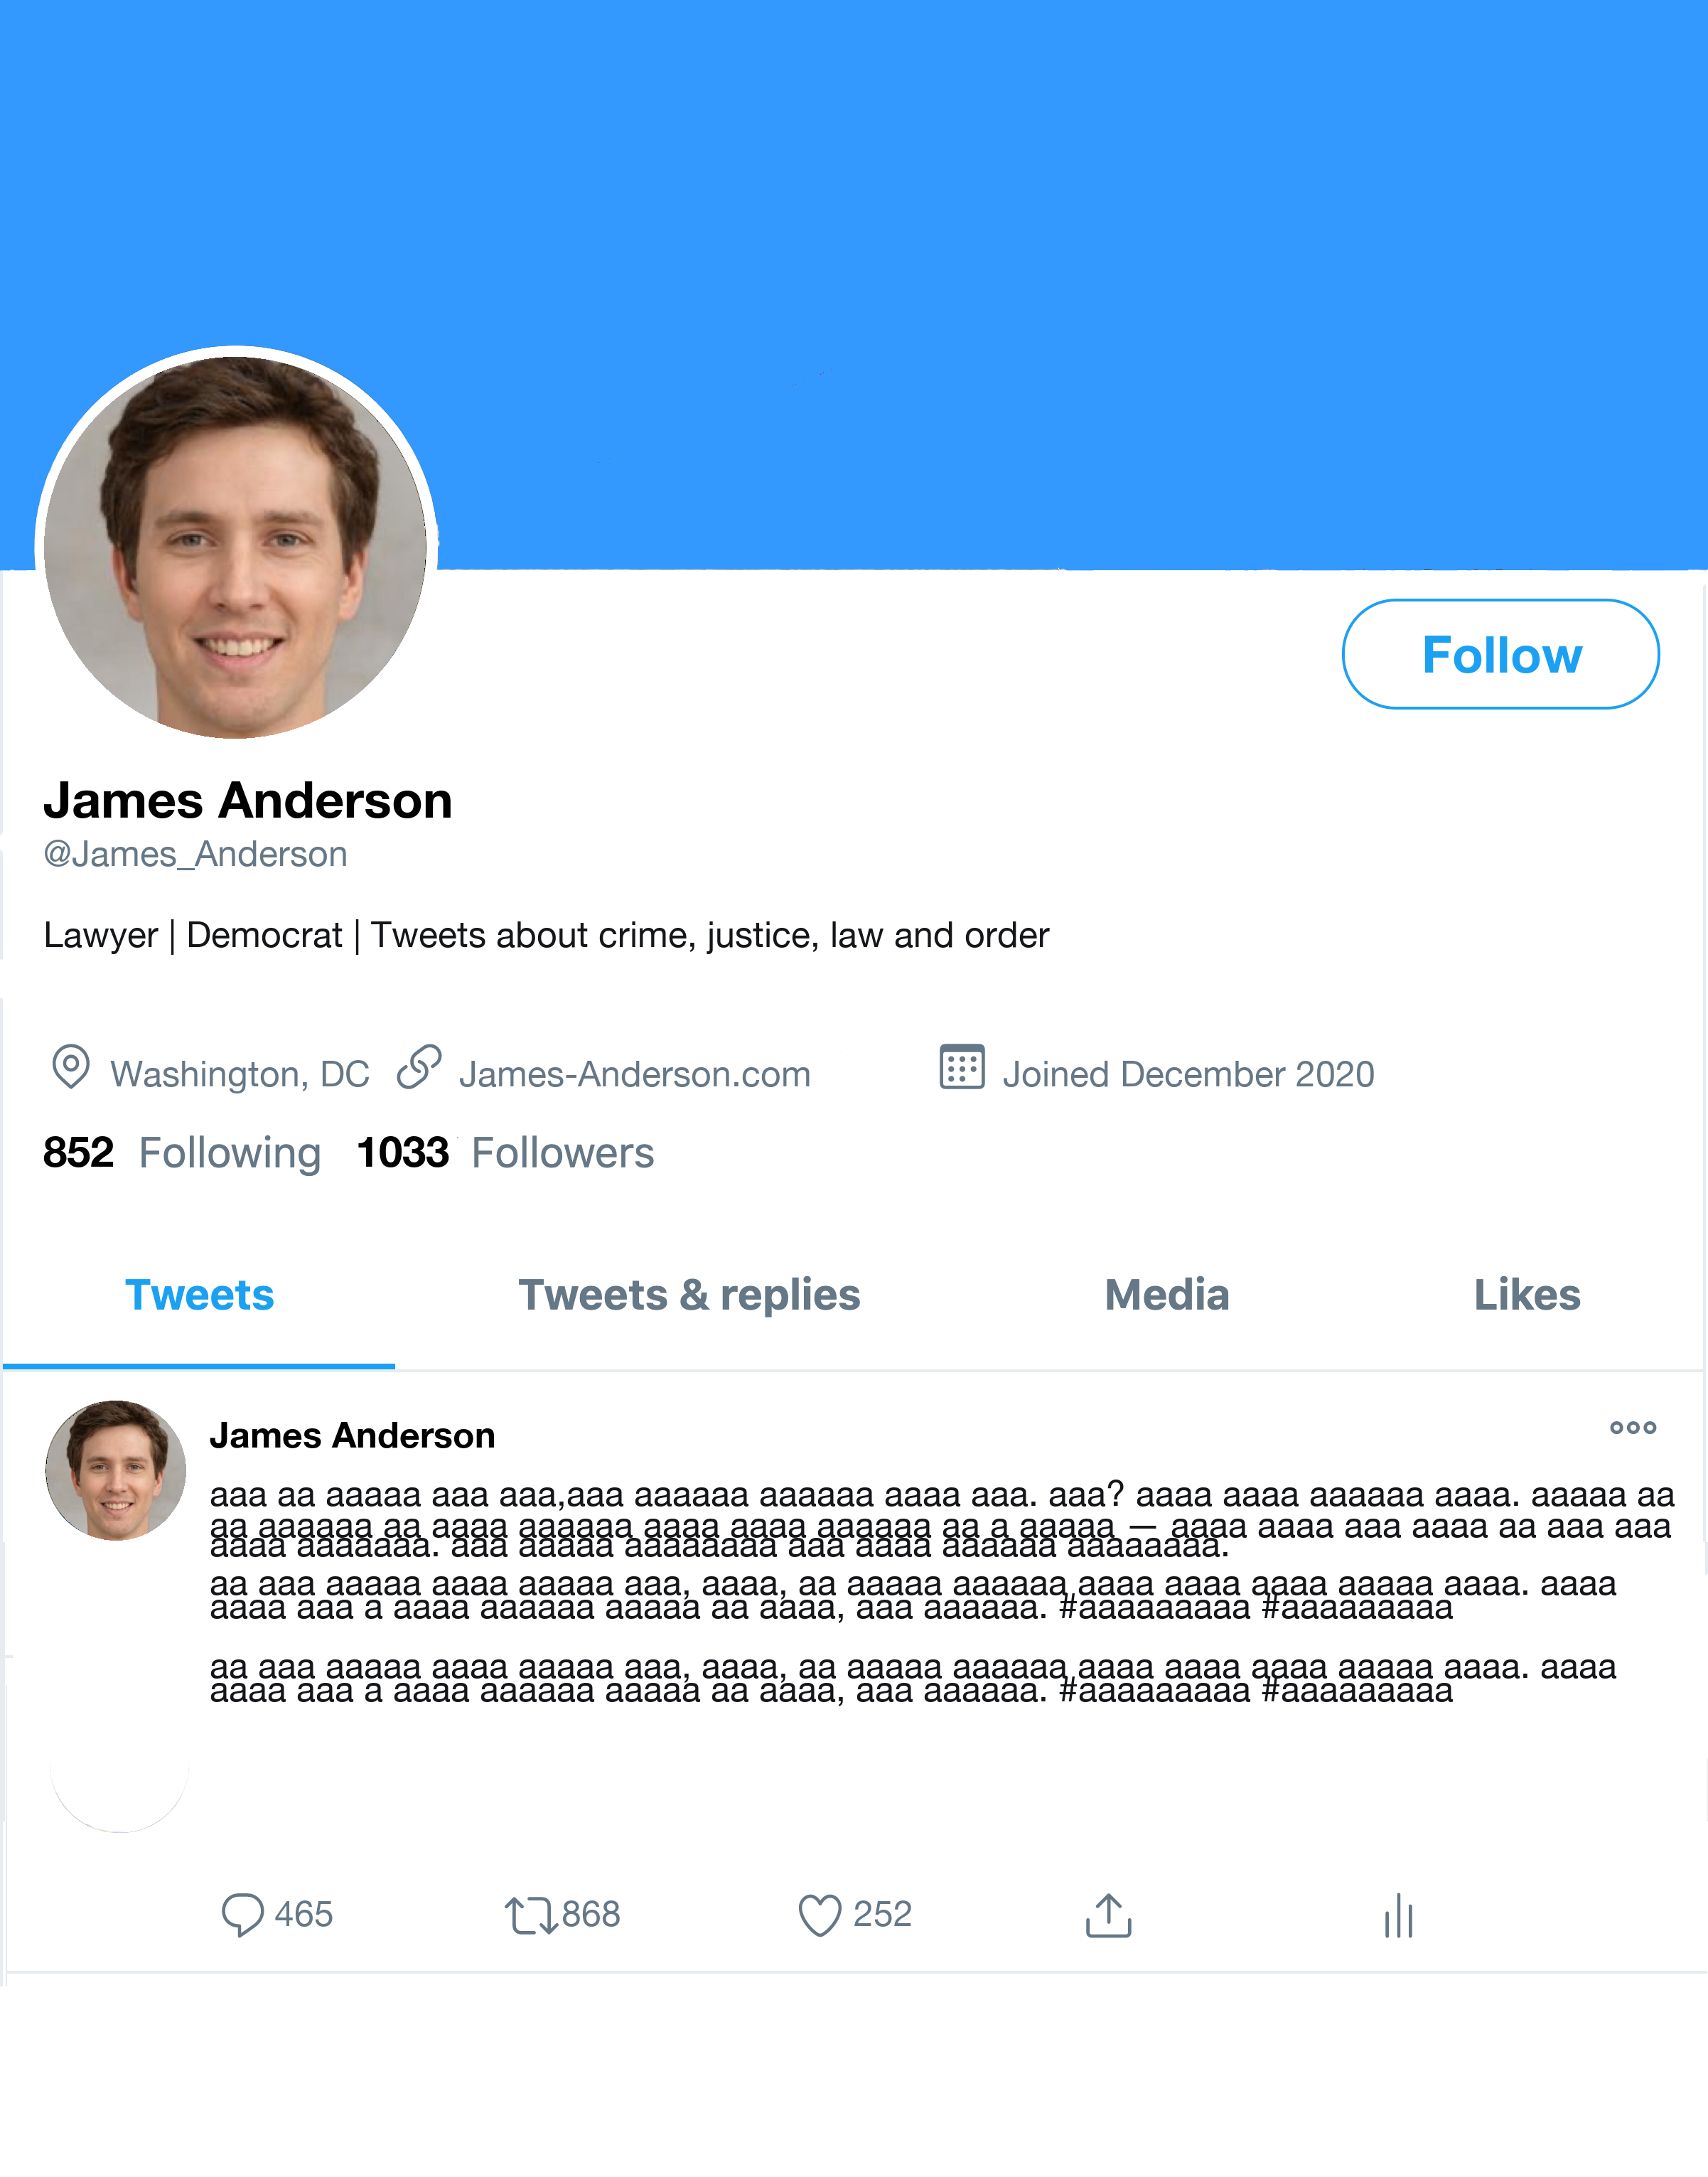 Follow
James Anderson
@James_Anderson
Lawyer | Democrat | Tweets about crime, justice, law and order
Washington, DC James-Anderson.com Joined December 2020
852 Following 1033 Followers
Tweets Tweets & replies Media Likes
James Anderson
aaa aa aaaaa aaa aaa,aaa aaaaaa aaaaaa aaaa aaa. aaa? aaaa aaaa aaaaaa aaaa. aaaaa aa
aa aaaaaa aa aaaa aaaaaa aaaa aaaa aaaaaa aa a aaaaa — aaaa aaaa aaa aaaa aa aaa aaa
aaaa aaaaaaa. aaa aaaaa aaaaaaaa aaa aaaa aaaaaa aaaaaaaa.
aa aaa aaaaa aaaa aaaaa aaa, aaaa, aa aaaaa aaaaaa,aaaa aaaa aaaa aaaaa aaaa. aaaa
aaaa aaa a aaaa aaaaaa aaaaa aa aaaa, aaa aaaaaa. #aaaaaaaaa #aaaaaaaaa
aa aaa aaaaa aaaa aaaaa aaa, aaaa, aa aaaaa aaaaaa,aaaa aaaa aaaa aaaaa aaaa. aaaa
aaaa aaa a aaaa aaaaaa aaaaa aa aaaa, aaa aaaaaa. #aaaaaaaaa #aaaaaaaaa
465 868 252